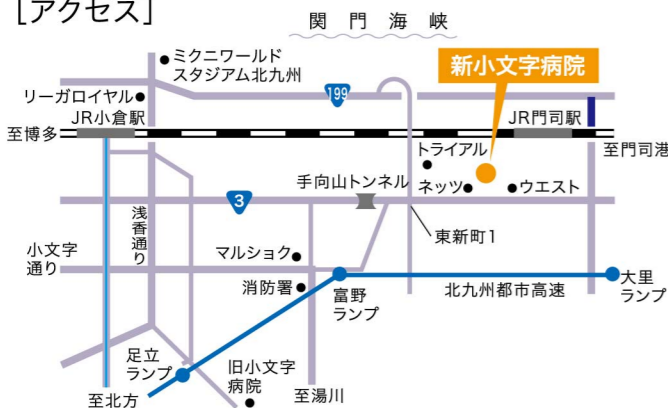 [アクセス]
関門海峡
ミクニワールド
スタジアム北九州
新小文字病院
199
リーガロイヤル
JR小倉駅
JR門司駅
至博多
至門司港
トライアル
手向山トンネル
ネッツ
ウエスト
3
浅香通り
東新町1
小文字
通り
マルショク
消防署
富野
ランプ
北九州都市高速
大里
ランプ
足立
ランプ
旧小文字
病院
至北方
至湯川